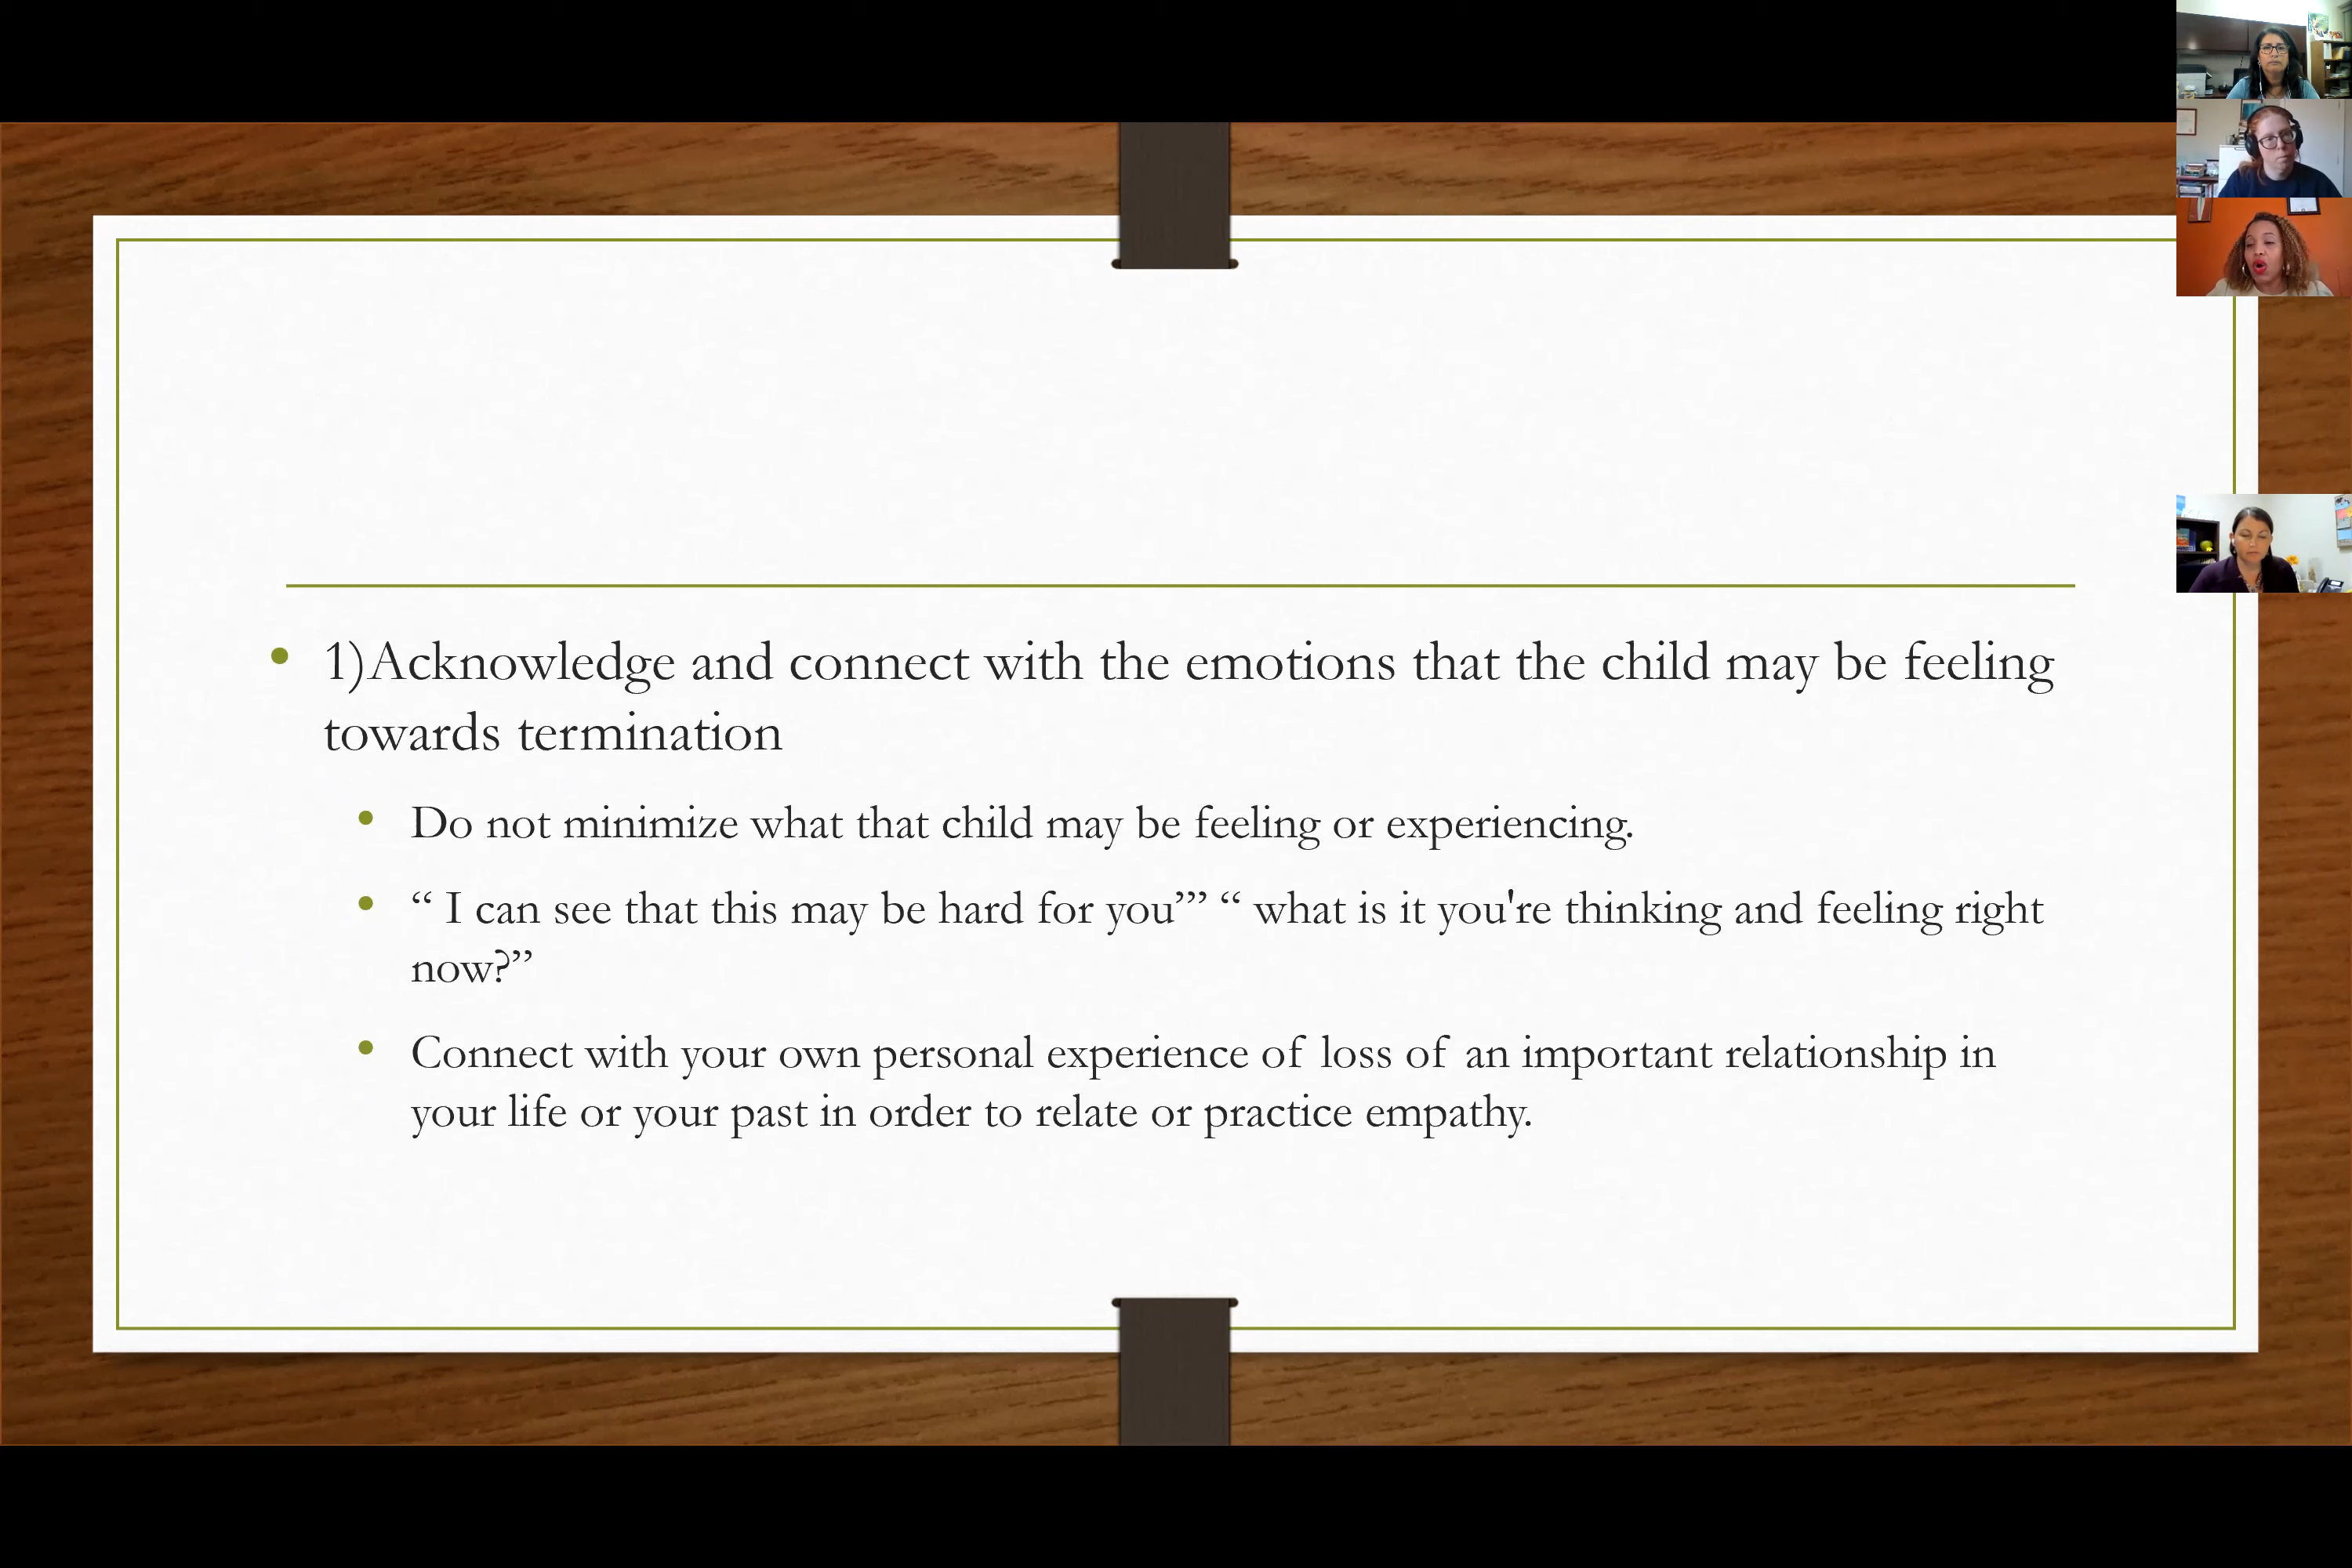 • 1)Acknowledge and connect with the emotions that the child may be feeling
towards termination
• Do not minimize what that child may be feeling or experiencing.
• “ I can see that this may be hard for you’” “ what is it you're thinking and feeling right
now?”
• Connect with your own personal experience of loss of an important relationship in
your life or your past in order to relate or practice empathy.